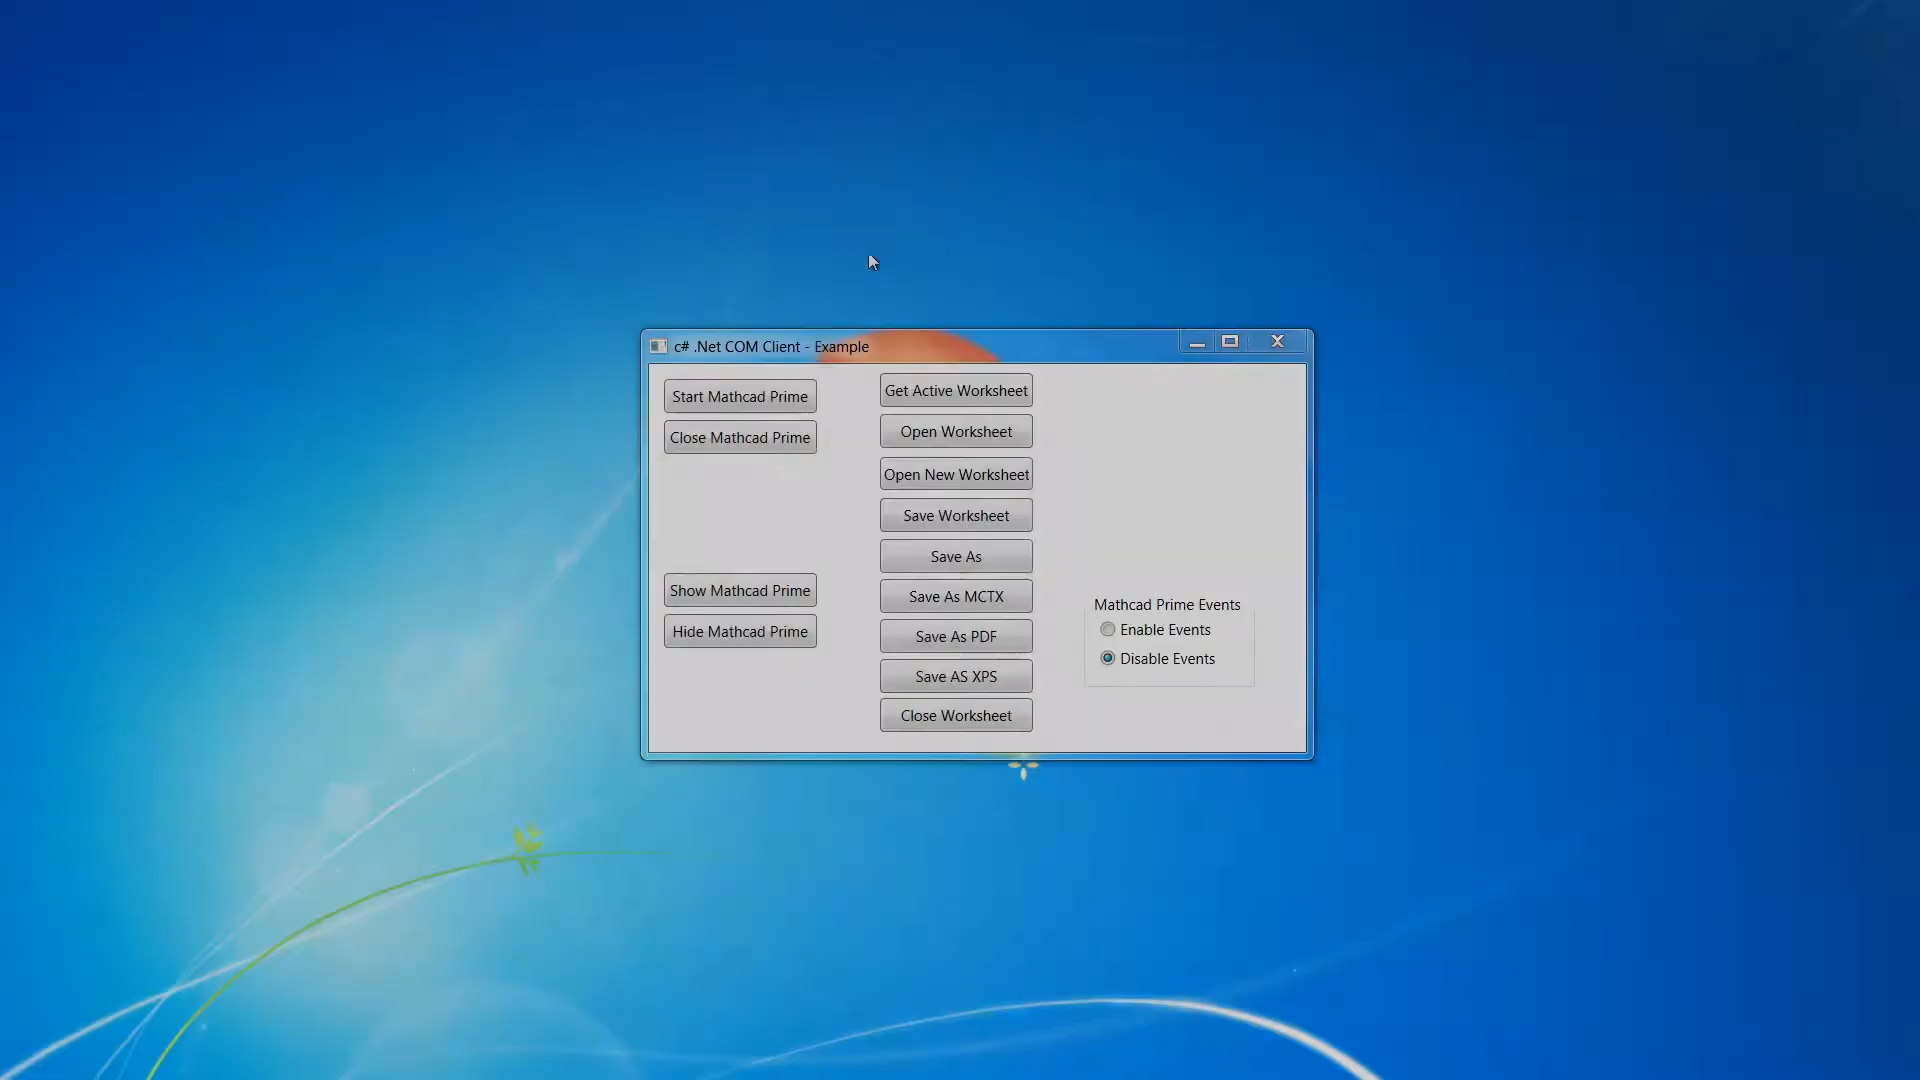 c# .Net COM Client - Example
Start Mathcad Prime
Close Mathcad Prime
Show Mathcad Prime
Hide Mathcad Prime
Get Active Worksheet
Open Worksheet
Open New Worksheet
Save Worksheet
Save As
Save As MCTX
Save As PDF
Save AS XPS
Close Worksheet
Mathcad Prime Events
Enable Events
Disable Events